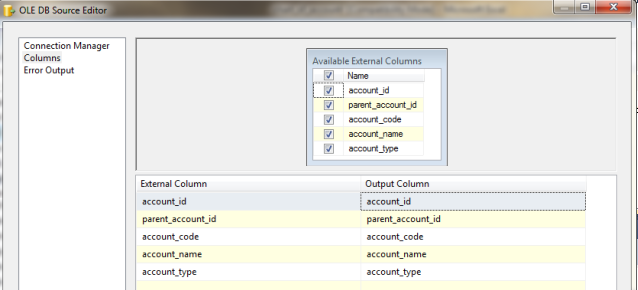 OLE DB Source Editor
Connection Manager
Columns
Error Output
Available External Columns
Name
account_id
parent_account_id
account_code
account_name
account_type
External Column Output Column
account_id account_id
parent_account_id parent_account_id
account_code account_code
account_name account_name
account_type account_type